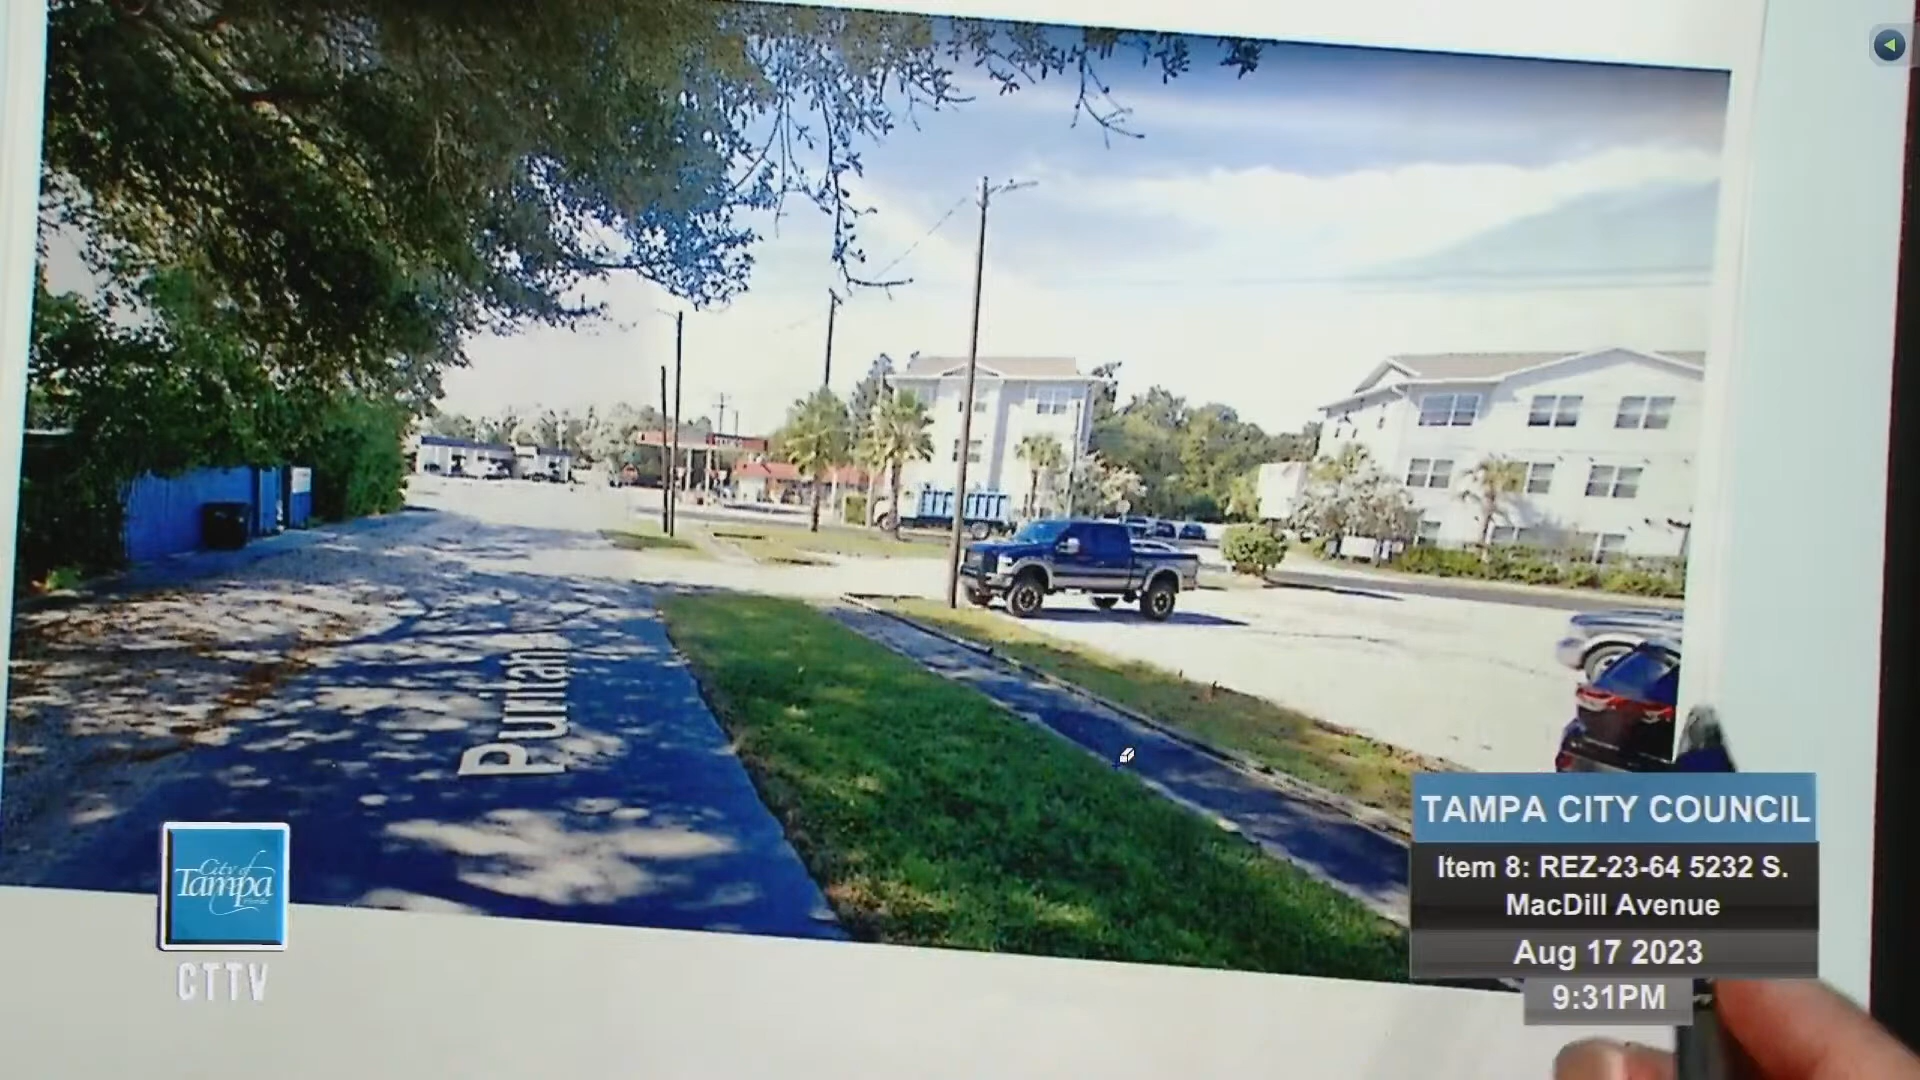 Puritan
City of
Tampa
CTTV
TAMPA CITY COUNCIL
Item 8: REZ-23-64 5232 S.
MacDill Avenue
Aug 17 2023
9:31PM